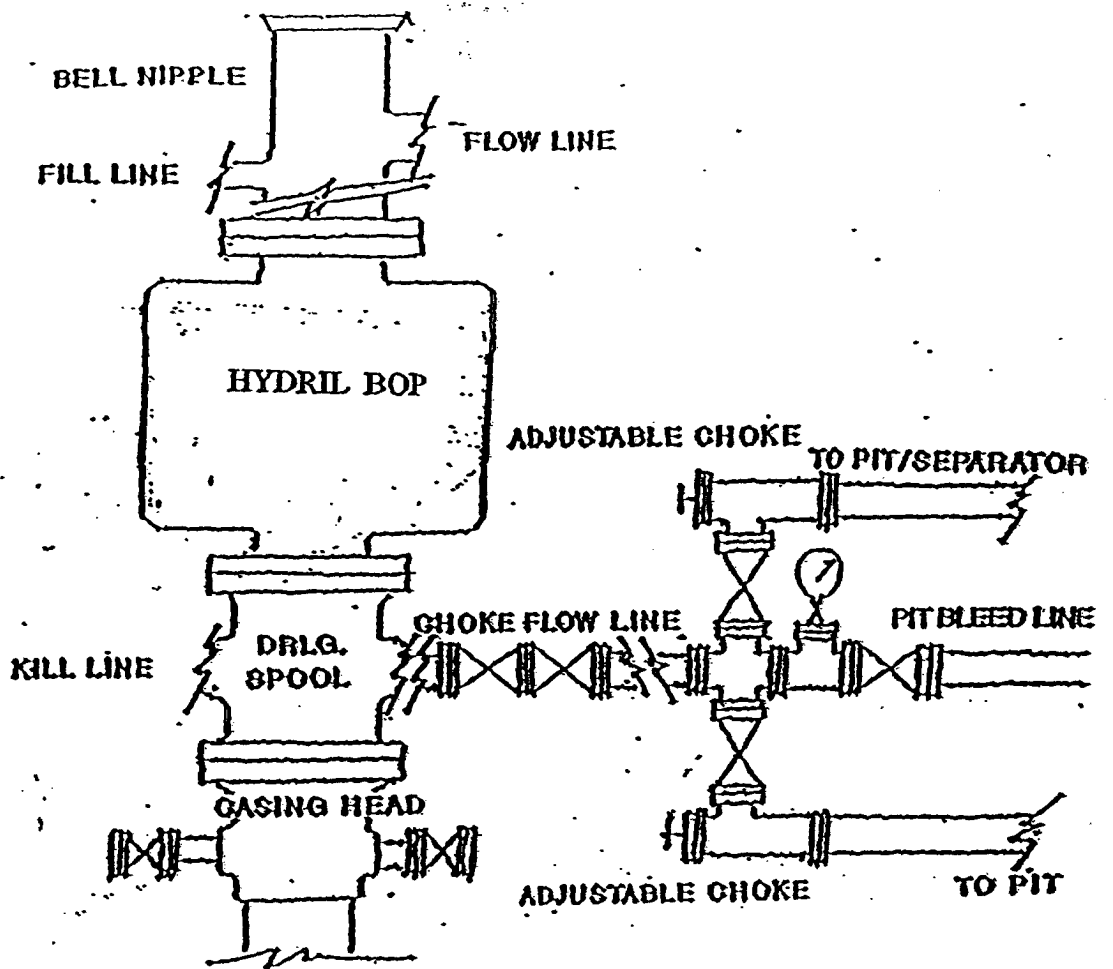 BELL NIPPLE
FLOW LINE
FILL LINE
HYDRIL BOP
ADJUSTABLE CHOKE
TO PIT/SEPARATOR
CHOKE FLOW LINE
PIT BLEED LINE
DRLG.
SPOOL
KILL LINE
CASING HEAD
ADJUSTABLE CHOKE
TO PIT